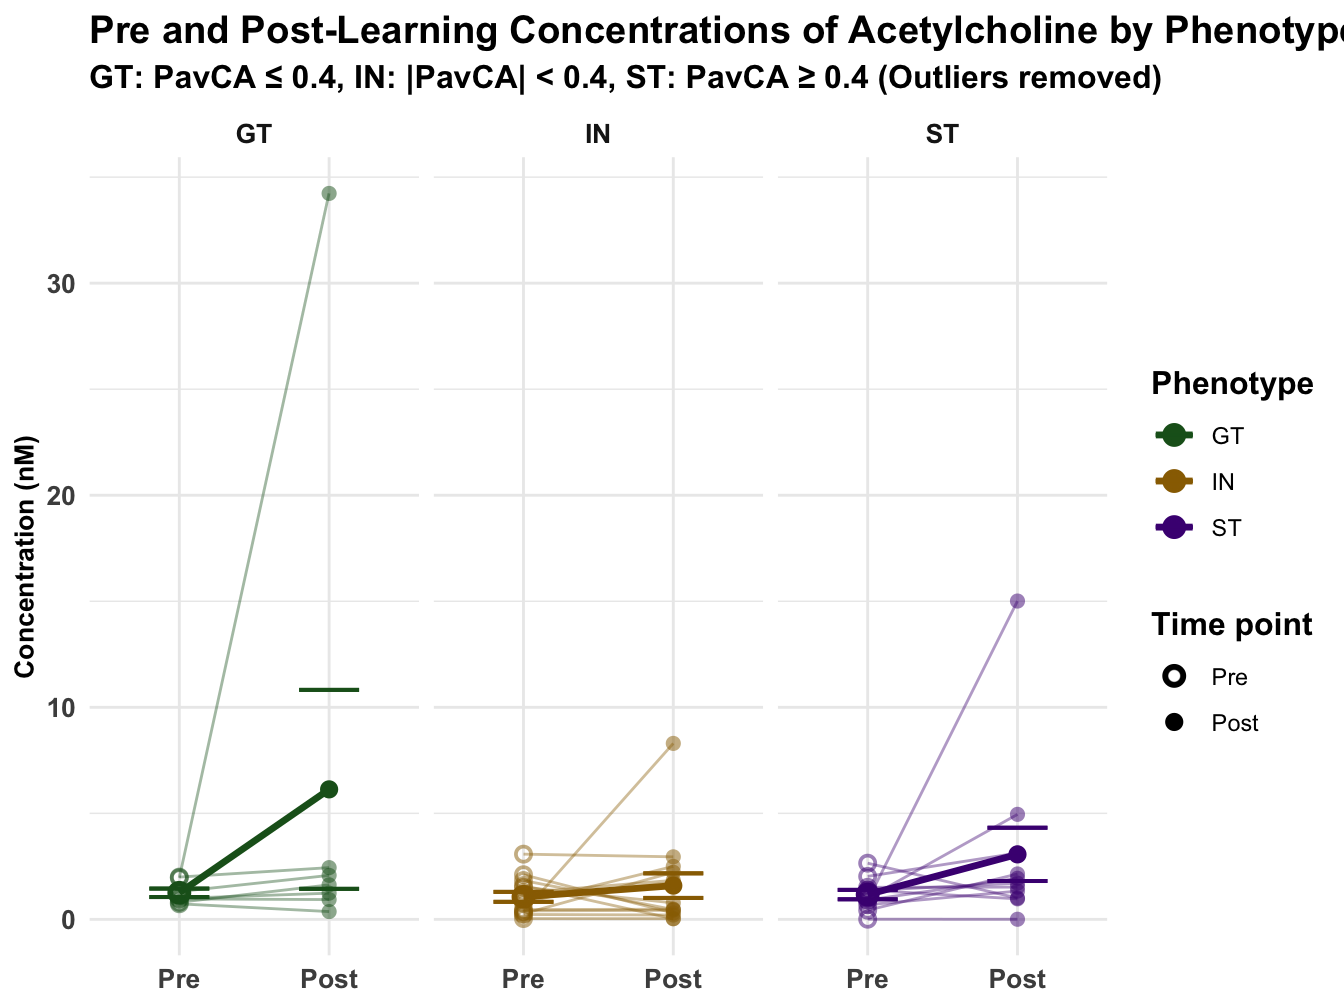 Pre and Post-Learning Concentrations of Acetylcholine by Phenotype
GT: PavCA ≤ 0.4, IN: |PavCA| < 0.4, ST: PavCA ≥ 0.4 (Outliers removed)
GT
IN
ST
30
20
10
0
Concentration (nM)
Pre
Post
Pre
Post
Pre
Post
Phenotype
GT
IN
ST
Time point
Pre
Post